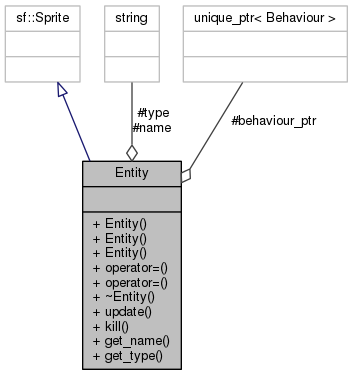 sf::Sprite
string
unique_ptr< Behaviour >
#type
#name
#behaviour_ptr
Entity
+ Entity()
+ Entity()
+ Entity()
+ operator=()
+ operator=()
+ ~Entity()
+ update()
+ kill()
+ get_name()
+ get_type()